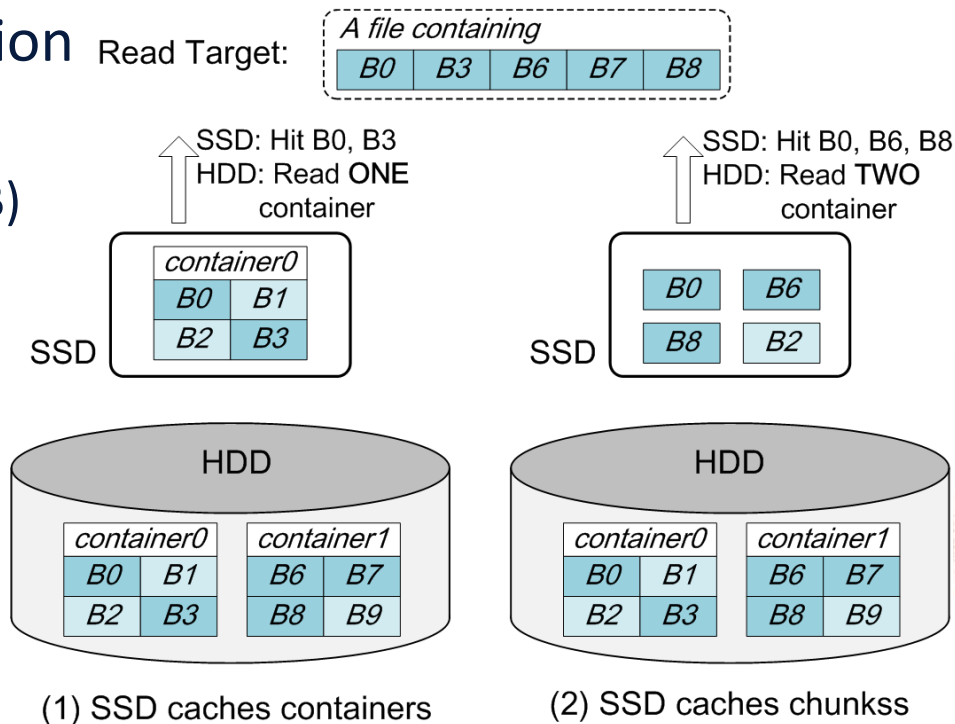 ion
Read Target:
A file containing
B0 B3 B6 B7 B8
SSD: Hit B0, B3
HDD: Read ONE
container
SSD: Hit B0, B6, B8
HDD: Read TWO
container
)
SSD
container0
B0 B1
B2 B3
SSD
B0 B6
B8 B2
HDD
container0 container1
B0 B1 B6 B7
B2 B3 B8 B9
HDD
container0 container1
B0 B1 B6 B7
B2 B3 B8 B9
(1) SSD caches containers
(2) SSD caches chunkss